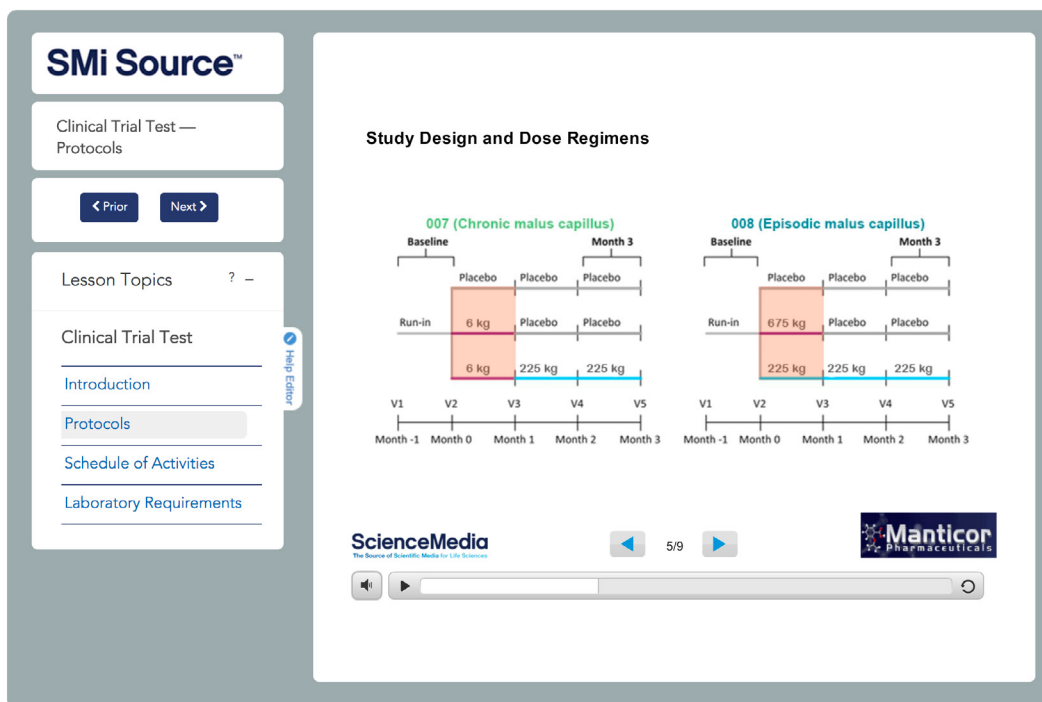 SMi Source™
Clinical Trial Test —
Protocols
Prior Next
Lesson Topics ? –
Clinical Trial Test
Introduction
Protocols
Schedule of Activities
Laboratory Requirements
Help Editor
Study Design and Dose Regimens
007 (Chronic malus capillus)
Baseline Month 3
Placebo Placebo Placebo
Run-in 6 kg Placebo Placebo
6 kg 225 kg 225 kg
V1 V2 V3 V4 V5
Month -1 Month 0 Month 1 Month 2 Month 3
008 (Episodic malus capillus)
Baseline Month 3
Placebo Placebo Placebo
Run-in 675 kg Placebo Placebo
225 kg 225 kg 225 kg
V1 V2 V3 V4 V5
Month -1 Month 0 Month 1 Month 2 Month 3
ScienceMedia
The Source of Scientific Media for Life Sciences
5/9
Manticor
Pharmaceuticals